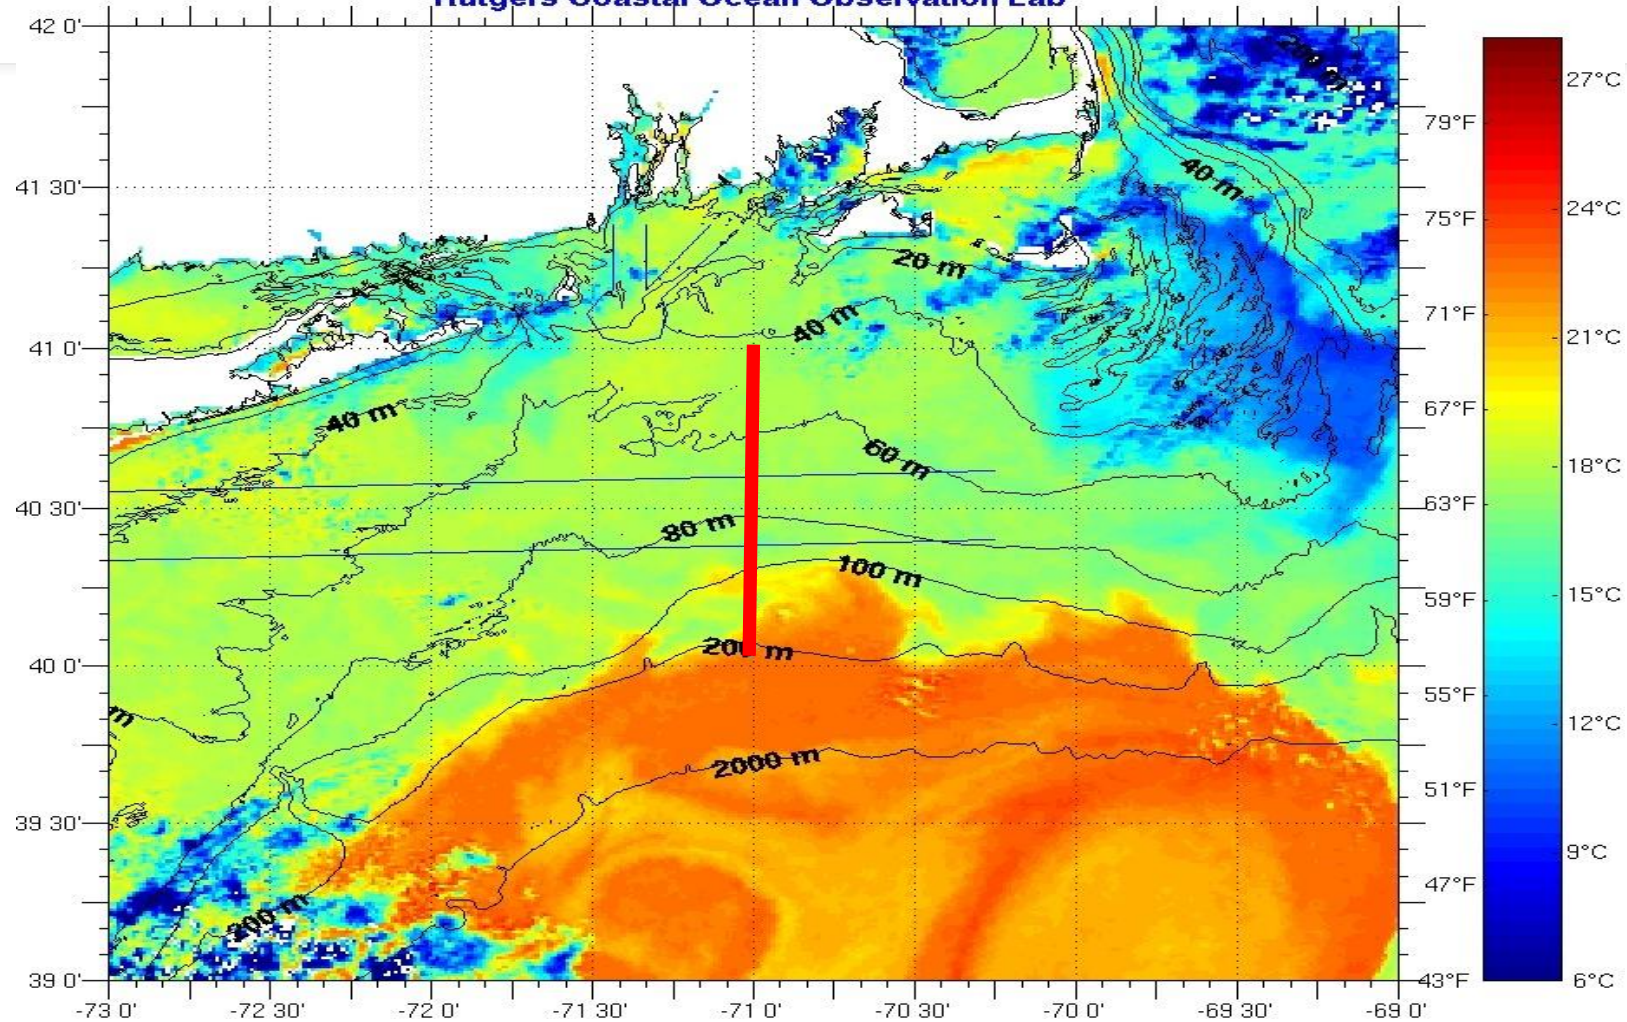 Rutgers Coastal Ocean Observation Lab
42 0'
41 30'
41 0'
40 30'
40 0'
39 30'
39 0'
-73 0'
-72 30'
-72 0'
-71 30'
-71 0'
-70 30'
-70 0'
-69 30'
-69 0'
40 m
20 m
40 m
40 m
60 m
80 m
100 m
200 m
m
2000 m
200 m
79°F
75°F
71°F
67°F
63°F
59°F
55°F
51°F
47°F
43°F
27°C
24°C
21°C
18°C
15°C
12°C
9°C
6°C